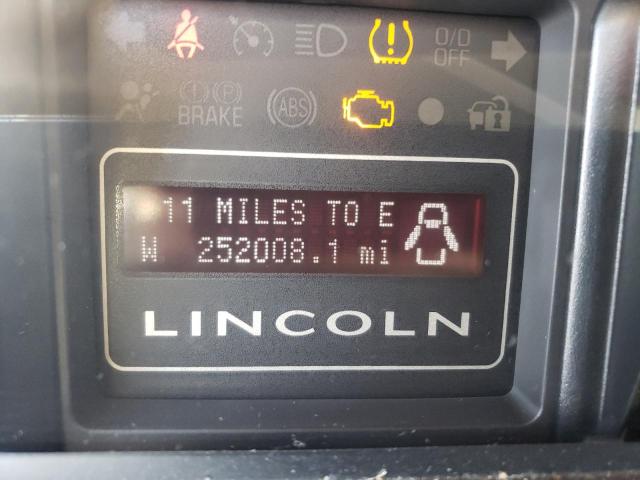 O/D
OFF
BRAKE
ABS
11 MILES TO E
W 252008.1 mi
LINCOLN